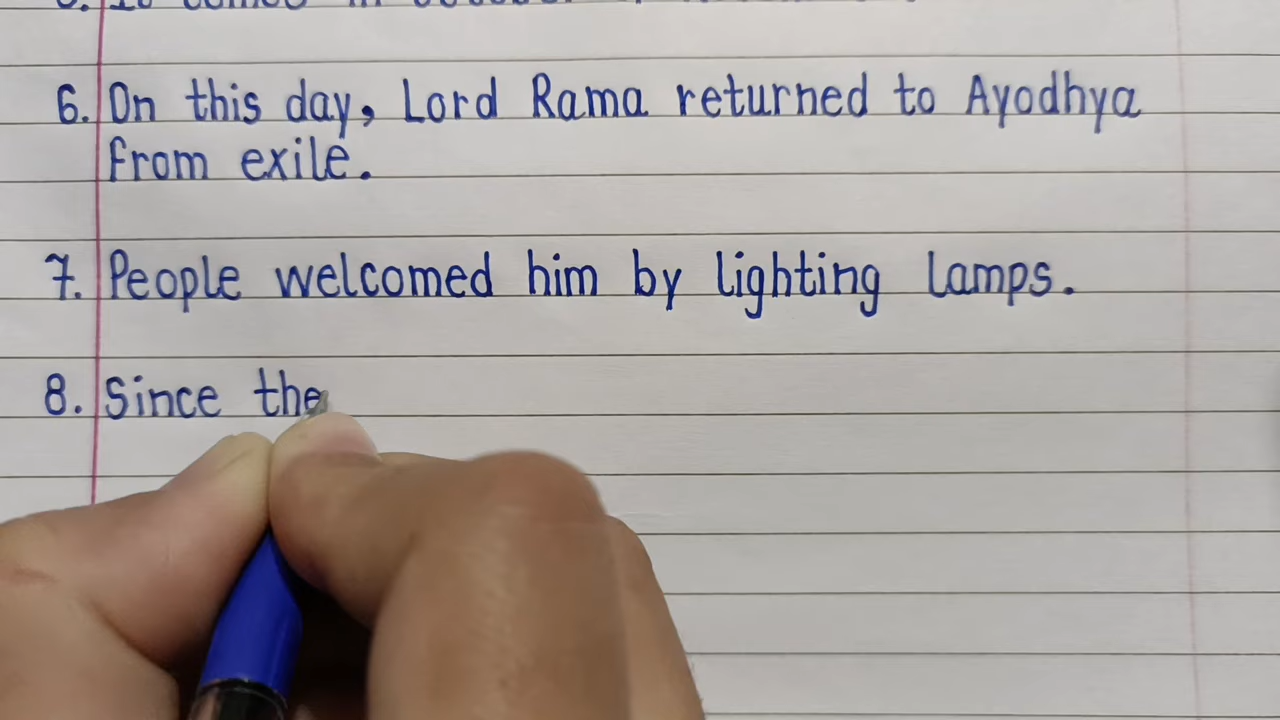 6. On this day, Lord Rama returned to Ayodhya
from exile.
7. People welcomed him by lighting lamps.
8. Since the